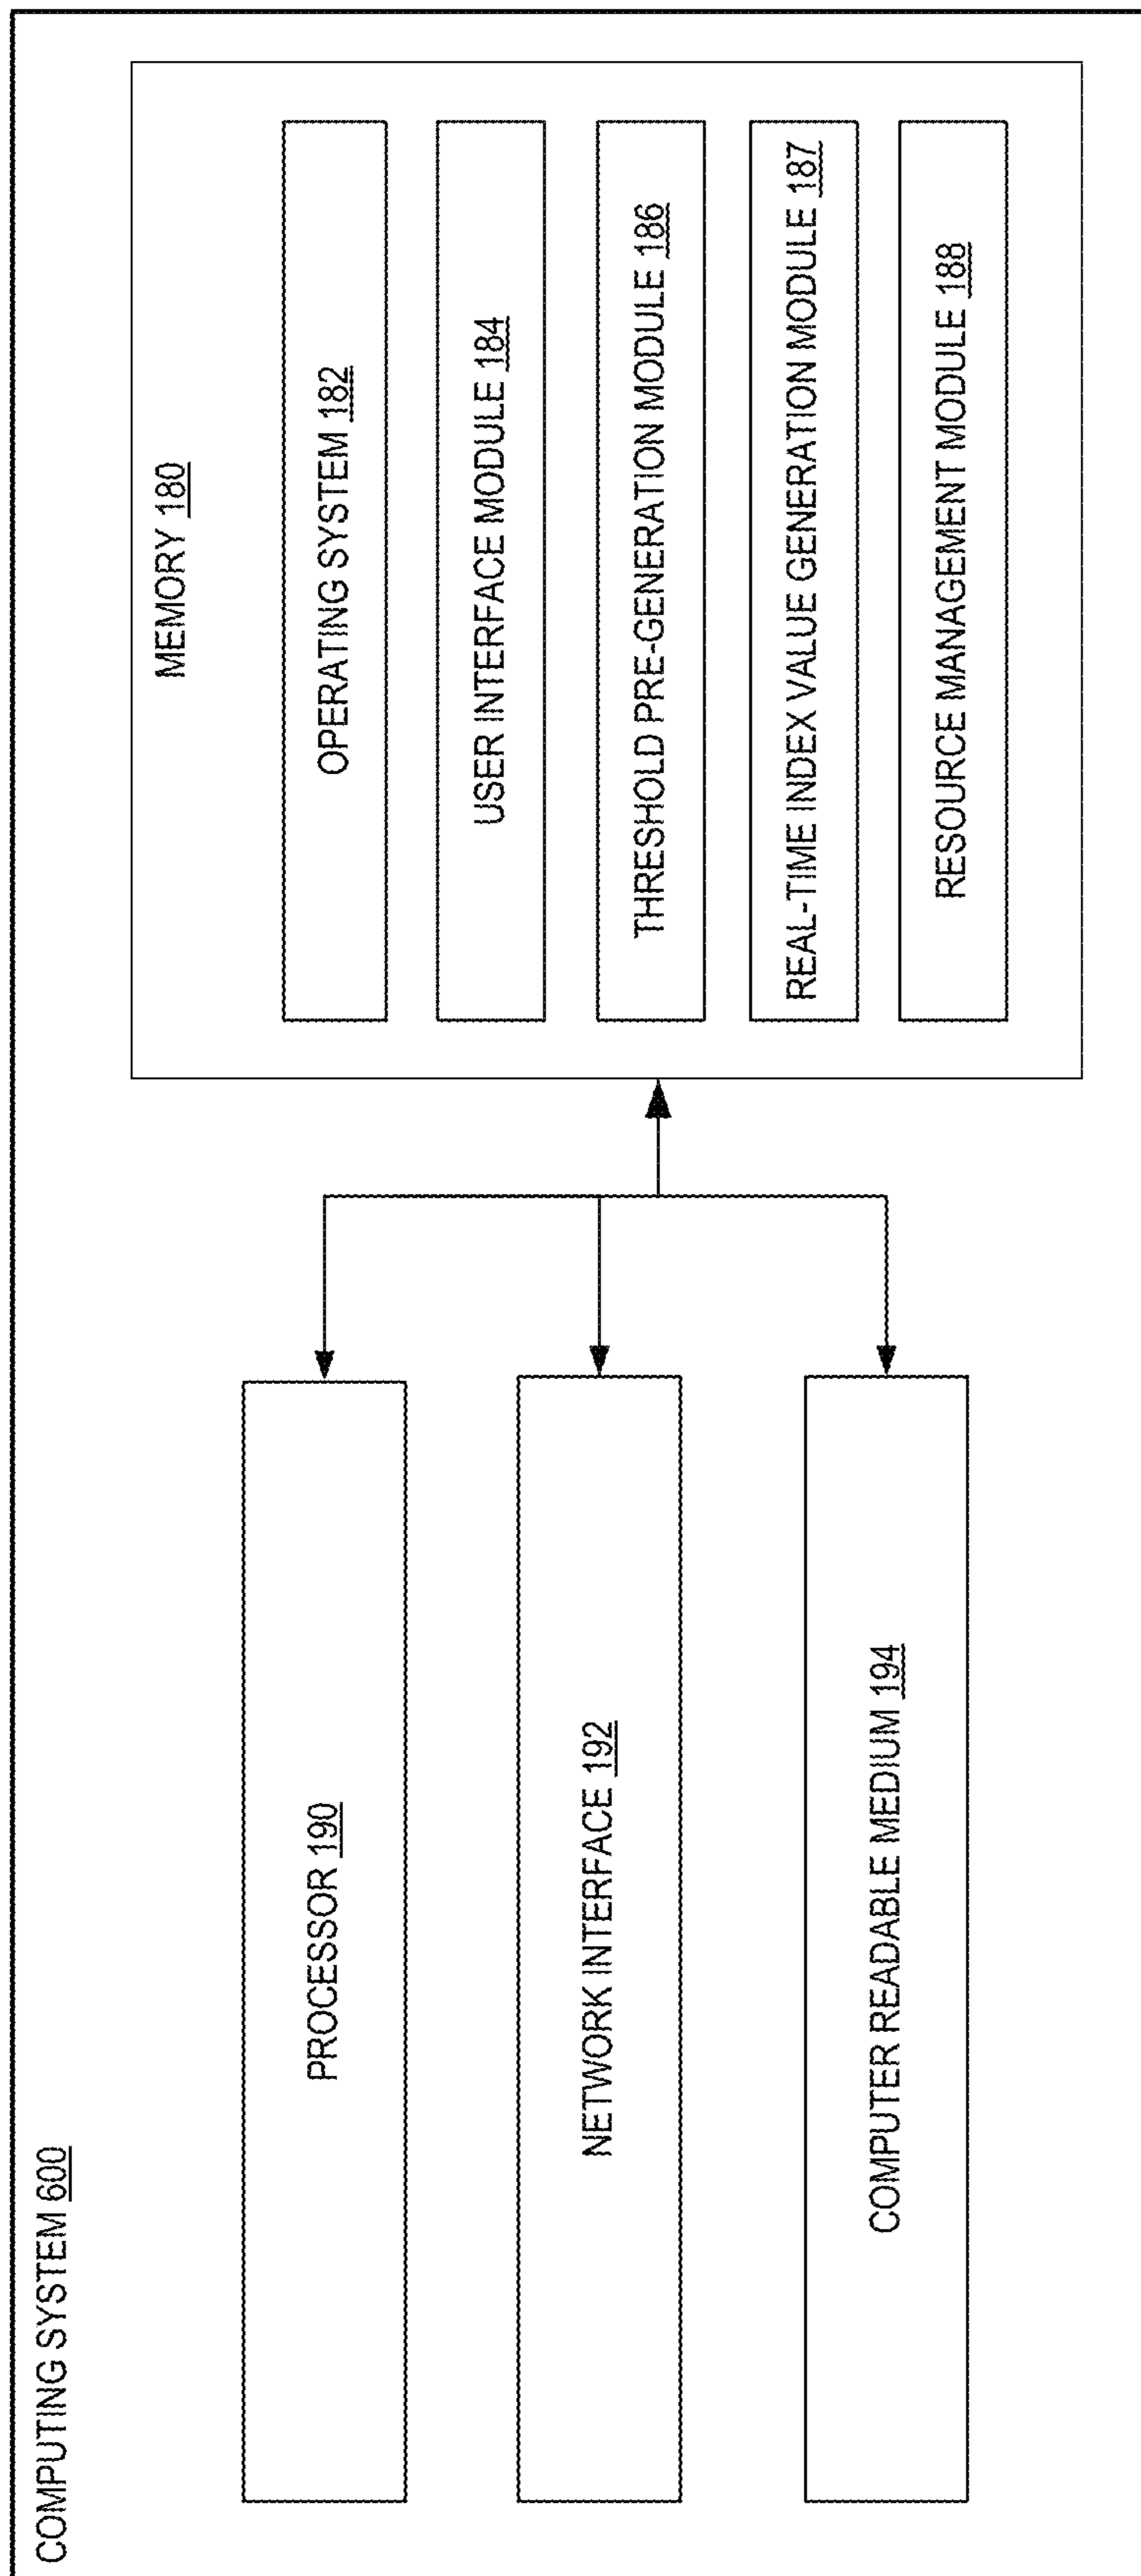 COMPUTING SYSTEM 600
PROCESSOR 190
NETWORK INTERFACE 192
COMPUTER READABLE MEDIUM 194
MEMORY 180
OPERATING SYSTEM 182
USER INTERFACE MODULE 184
THRESHOLD PRE-GENERATION MODULE 186
REAL-TIME INDEX VALUE GENERATION MODULE 187
RESOURCE MANAGEMENT MODULE 188